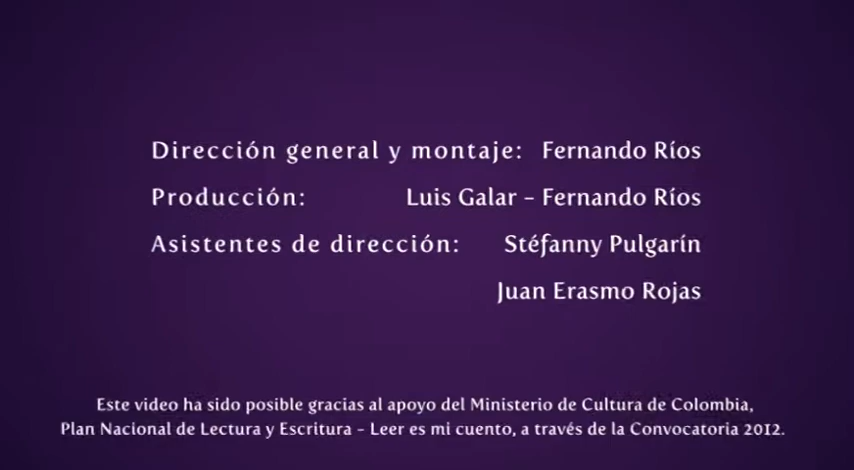 Dirección general y montaje: Fernando Ríos
Producción: Luis Galar – Fernando Ríos
Asistentes de dirección: Stéfanny Pulgarín
Juan Erasmo Rojas
Este video ha sido posible gracias al apoyo del Ministerio de Cultura de Colombia,
Plan Nacional de Lectura y Escritura – Leer es mi cuento, a través de la Convocatoria 2012.